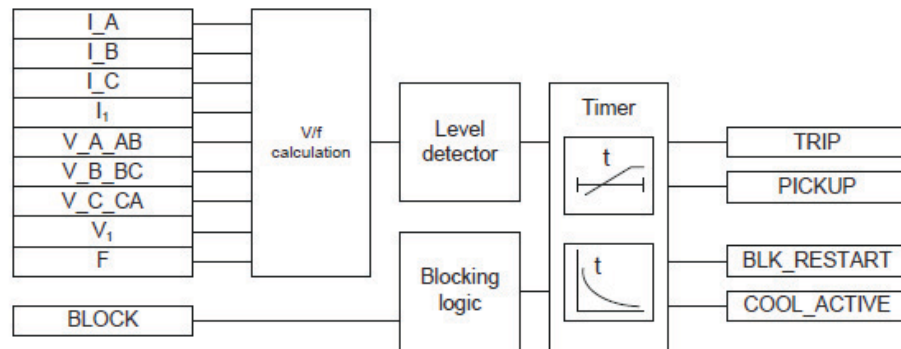 I_A
I_B
I_C
I₁
V_A_AB
V_B_BC
V_C_CA
V₁
F
BLOCK
V/f
calculation
Level
detector
Blocking
logic
Timer
t
t
TRIP
PICKUP
BLK_RESTART
COOL_ACTIVE